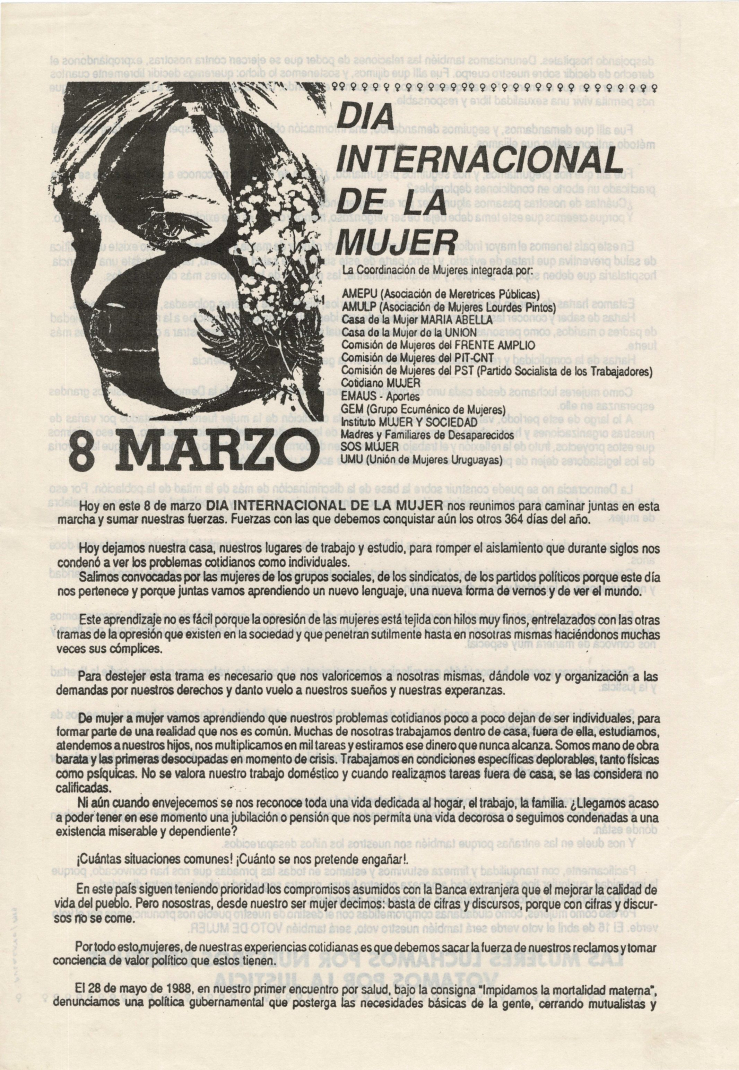 ♀♀ ♀ ♀ ♀ ♀ ♀ ♀ ♀ ♀ ♀♀ ♀ ♀ ♀ ♀ ♀ ♀ ♀ ♀ ♀ ♀ ♀ ♀ ♀ ♀ ♀ ♀ ♀
DIA
INTERNACIONAL
DE LA
MUJER
La Coordinación de Mujeres integrada por:
AMEPU (Asociación de Meretrices Públicas)
AMULP (Asociación de Mujeres Lourdes Pintos)
Casa de la Mujer MARIA ABELLA
Casa de la Mujer de la UNION
Comisión de Mujeres del FRENTE AMPLIO
Comisión de Mujeres del PIT-CNT
Comisión de Mujeres del PST (Partido Socialista de los Trabajadores)
Cotidiano MUJER
EMAUS - Aportes
GEM (Grupo Ecuménico de Mujeres)
Instituto MUJER Y SOCIEDAD
Madres y Familiares de Desaparecidos
SOS MUJER
UMU (Unión de Mujeres Uruguayas)
8
8 MARZO
Hoy en este 8 de marzo DIA INTERNACIONAL DE LA MUJER nos reunimos para caminar juntas en esta
marcha y sumar nuestras fuerzas. Fuerzas con las que debemos conquistar aún los otros 364 días del año.
Hoy dejamos nuestra casa, nuestros lugares de trabajo y estudio, para romper el aislamiento que durante siglos nos
condenó a ver los problemas cotidianos como individuales.
Salimos convocadas por las mujeres de los grupos sociales, de los sindicatos, de los partidos políticos porque este día
nos pertenece y porque juntas vamos aprendiendo un nuevo lenguaje, una nueva forma de vernos y de ver el mundo.
Este aprendizaje no es fácil porque la opresión de las mujeres está tejida con hilos muy finos, entrelazados con las otras
tramas de la opresión que existen en la sociedad y que penetran sutilmente hasta en nosotras mismas haciéndonos muchas
veces sus cómplices.
Para destejer esta trama es necesario que nos valoricemos a nosotras mismas, dándole voz y organización a las
demandas por nuestros derechos y danto vuelo a nuestros sueños y nuestras esperanzas.
De mujer a mujer vamos aprendiendo que nuestros problemas cotidianos poco a poco dejan de ser individuales, para
formar parte de una realidad que nos es común. Muchas de nosotras trabajamos dentro de casa, fuera de ella, estudiamos,
atendemos a nuestros hijos, nos multiplicamos en mil tareas y estiramos ese dinero que nunca alcanza. Somos mano de obra
barata y las primeras desocupadas en momento de crisis. Trabajamos en condiciones específicas deplorables, tanto físicas
como psíquicas. No se valora nuestro trabajo doméstico y cuando realizamos tareas fuera de casa, se las considera no
calificadas.
Ni aún cuando envejecemos se nos reconoce toda una vida dedicada al hogar, el trabajo, la familia. ¿Llegamos acaso
a poder tener en ese momento una jubilación o pensión que nos permita una vida decorosa o seguimos condenadas a una
existencia miserable y dependiente?
¡Cuántas situaciones comunes! ¡Cuánto se nos pretende engañar!.
En este país siguen teniendo prioridad los compromisos asumidos con la Banca extranjera que el mejorar la calidad de
vida del pueblo. Pero nosostras, desde nuestro ser mujer decimos: basta de cifras y discursos, porque con cifras y discur-
sos no se come.
Por todo esto,mujeres, de nuestras experiencias cotidianas es que debemos sacar la fuerza de nuestros reclamos y tomar
conciencia de valor político que estos tienen.
El 28 de mayo de 1988, en nuestro primer encuentro por salud, bajo la consigna "Impidamos la mortalidad materna",
denunciamos una política gubernamental que posterga las necesidades básicas de la gente, cerrando mutualistas y